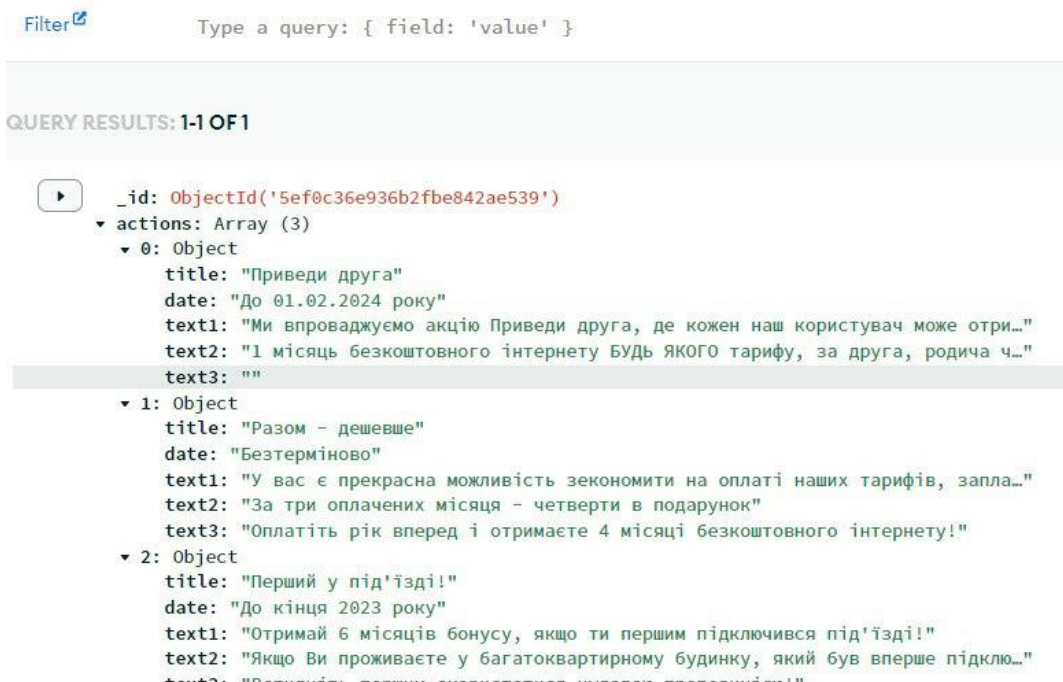 Filter Type a query: { field: 'value' }
QUERY RESULTS: 1-1 OF 1
_id: ObjectId('5ef0c36e936b2fbe842ae539')
actions: Array (3)
0: Object
title: "Приведи друга"
date: "До 01.02.2024 року"
text1: "Ми впроваджуємо акцію Приведи друга, де кожен наш користувач може отри…"
text2: "1 місяць безкоштовного інтернету БУДЬ ЯКОГО тарифу, за друга, родича ч…"
text3: ""
1: Object
title: "Разом – дешевше"
date: "Безтерміново"
text1: "У вас є прекрасна можливість зекономити на оплаті наших тарифів, запла…"
text2: "За три оплачених місяця – четверти в подарунок"
text3: "Оплатіть рік вперед і отримаєте 4 місяці безкоштовного інтернету!"
2: Object
title: "Перший у під'їзді!"
date: "До кінця 2023 року"
text1: "Отримай 6 місяців бонусу, якщо ти першим підключився під'їзді!"
text2: "Якщо Ви проживаєте у багатоквартирному будинку, який був вперше підклю…"